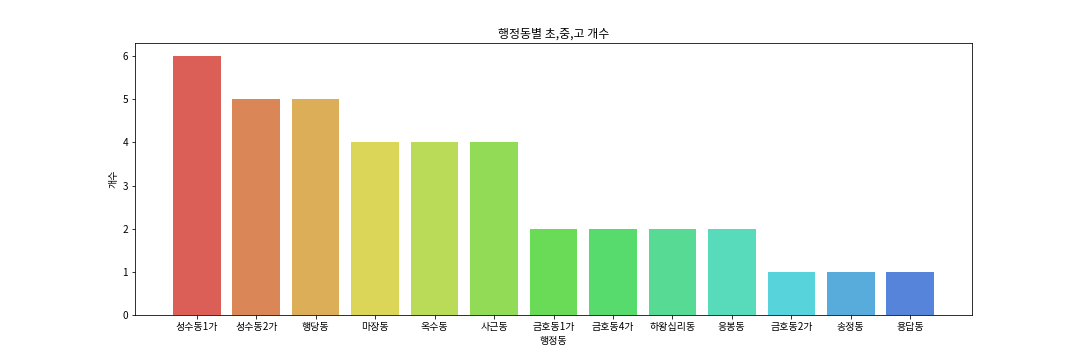 행정동별 초,중,고 개수
개수
6
5
4
3
2
1
0
성수동1가 성수동2가 행당동 마장동 옥수동 사근동 금호동1가 금호동4가 하왕십리동 응봉동 금호동2가 송정동 용답동
행정동